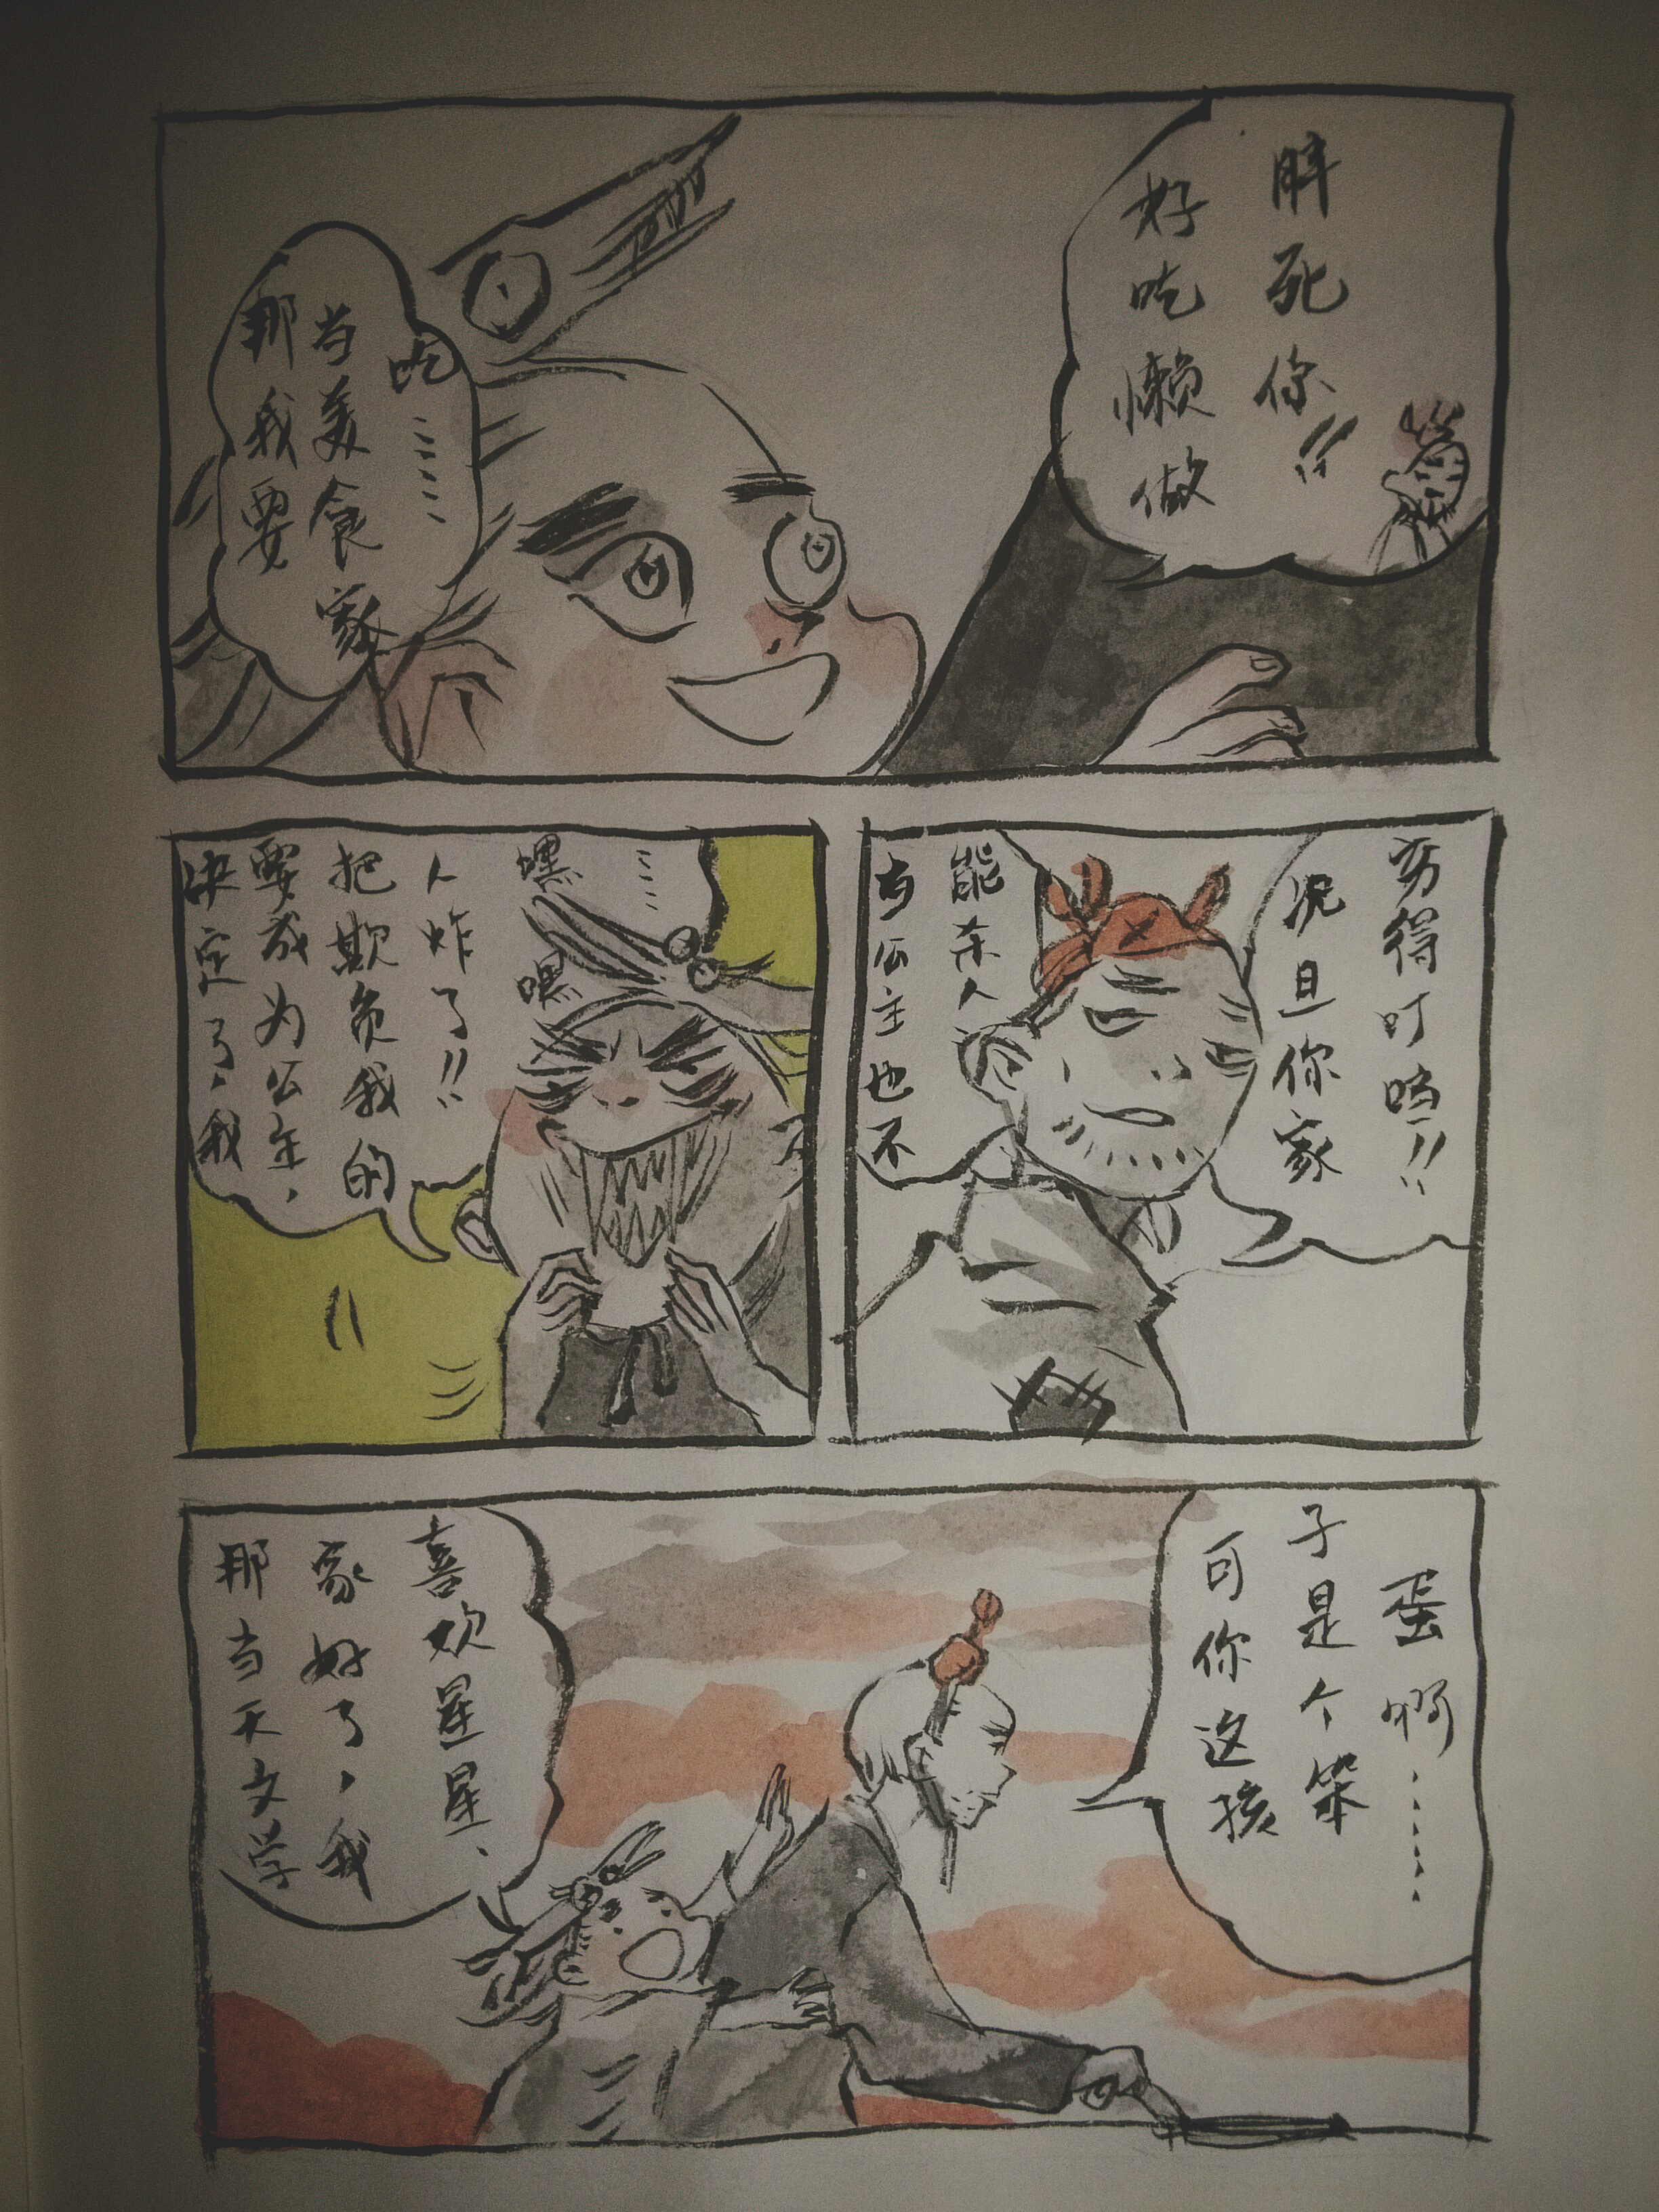 那我要
当美食家
吃……
好吃懒做
胖死你!!
决定了，我
要成为公主，
把欺负我的
人炸了!!
嘿嘿
……
当公主也不
能杀人
况且你家
穷得叮当!!
那当天文学
家好了，我
喜欢星星、
可你这孩
子是个笨
蛋啊……